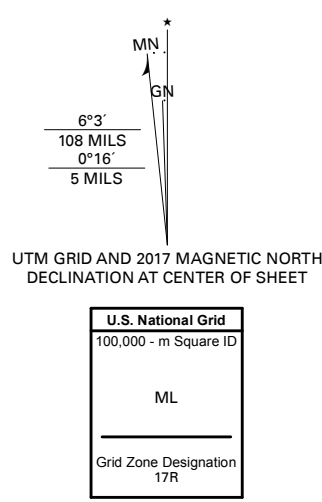 ★
MN
GN
6°3´
108 MILS
0°16´
5 MILS
UTM GRID AND 2017 MAGNETIC NORTH
DECLINATION AT CENTER OF SHEET
U.S. National Grid
100,000 - m Square ID
ML
Grid Zone Designation
17R